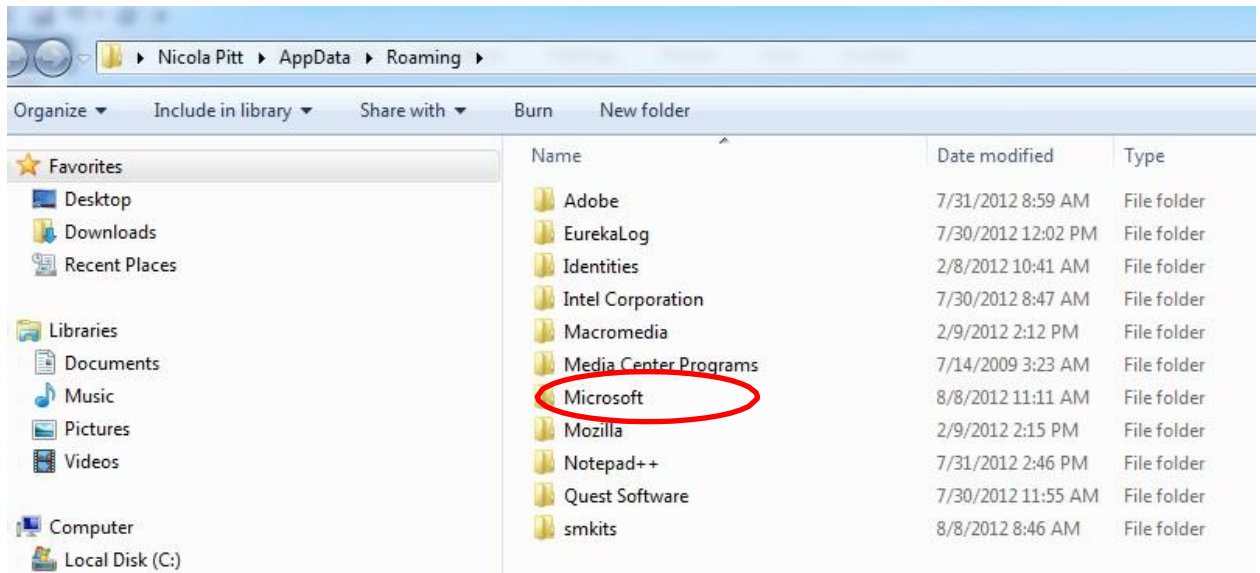 Nicola Pitt AppData Roaming
Organize Include in library Share with Burn New folder
Favorites
Desktop
Downloads
Recent Places
Libraries
Documents
Music
Pictures
Videos
Computer
Local Disk (C:)
Name Date modified Type
Adobe 7/31/2012 8:59 AM File folder
EurekaLog 7/30/2012 12:02 PM File folder
Identities 2/8/2012 10:41 AM File folder
Intel Corporation 7/30/2012 8:47 AM File folder
Macromedia 2/9/2012 2:12 PM File folder
Media Center Programs 7/14/2009 3:23 AM File folder
Microsoft 8/8/2012 11:11 AM File folder
Mozilla 2/9/2012 2:15 PM File folder
Notepad++ 7/31/2012 2:46 PM File folder
Quest Software 7/30/2012 11:55 AM File folder
smkits 8/8/2012 8:46 AM File folder